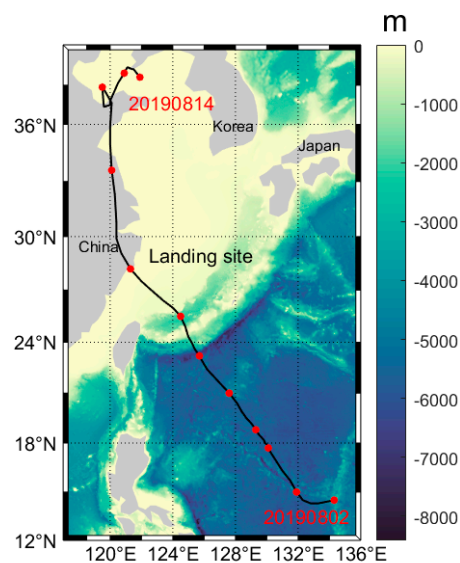 m
20190814
Korea
Japan
China
Landing site
20190802
36°N
30°N
24°N
18°N
12°N
120°E
124°E
128°E
132°E
136°E
0
-1000
-2000
-3000
-4000
-5000
-6000
-7000
-8000